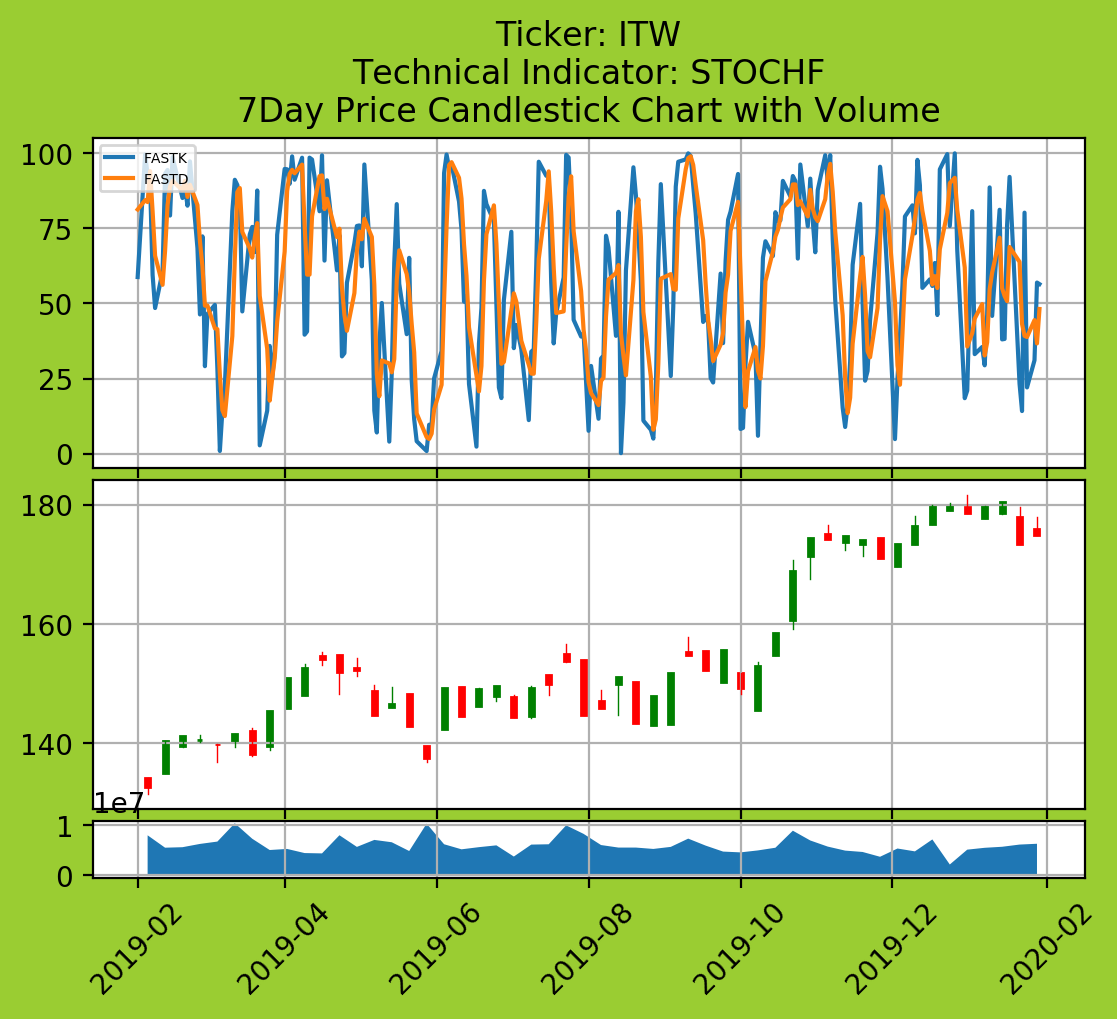 Ticker: ITW
Technical Indicator: STOCHF
7Day Price Candlestick Chart with Volume
100
FASTK
FASTD
75
50
25
0
180
160
140
1e7
1
0
2019-02
2019-04
2019-06
2019-08
2019-10
2019-12
2020-02